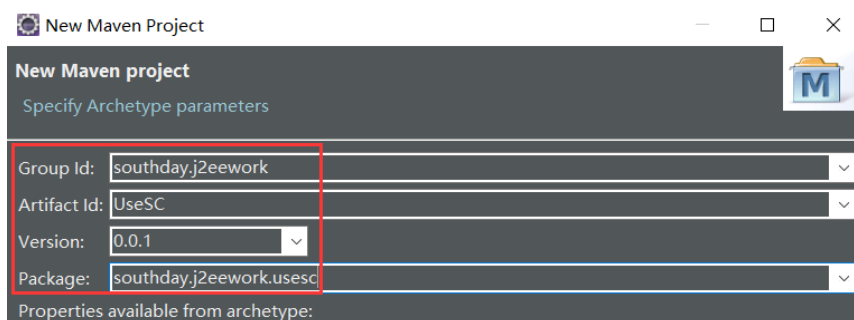 New Maven Project
New Maven project
Specify Archetype parameters
M
Group Id: southday.j2eework
Artifact Id: UseSC
Version: 0.0.1
Package: southday.j2eework.usesc
Properties available from archetype: